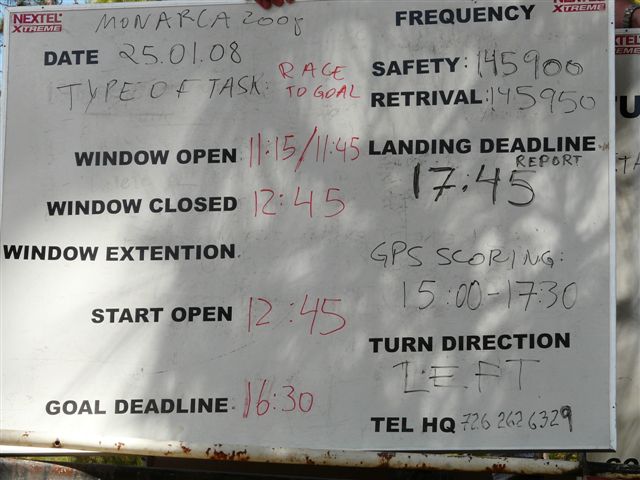 NEXTEL
XTREME
MONARCA 2008
DATE 25.01.08
TYPE OF TASK: RACE TO GOAL
WINDOW OPEN 11:15/11:45
WINDOW CLOSED 12:45
WINDOW EXTENTION
START OPEN 12:45
GOAL DEADLINE 16:30
NEXTEL
XTREME
FREQUENCY
SAFETY: 145900
RETRIVAL: 145950
LANDING DEADLINE
REPORT
17:45
GPS SCORING:
15:00-17:30
TURN DIRECTION
LEFT
TEL HQ 726 262 6329